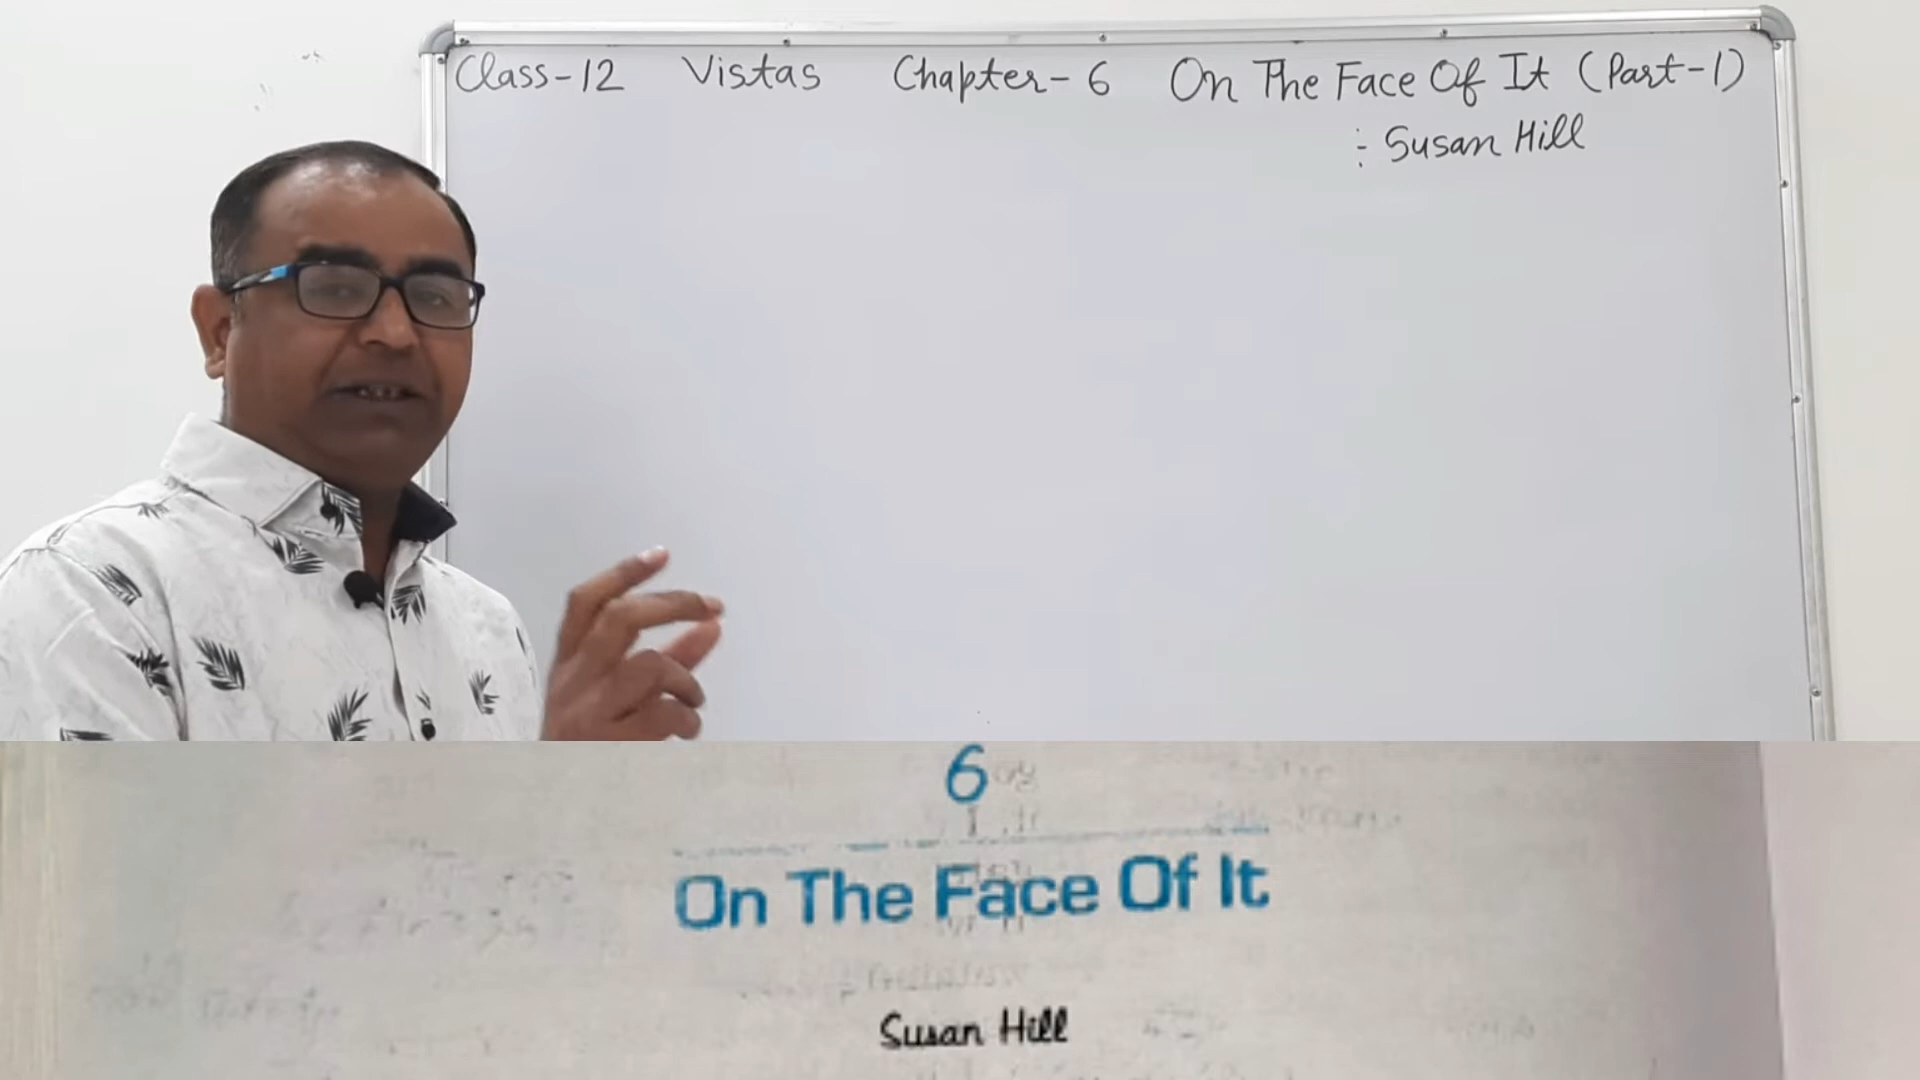 Class-12 Vistas Chapter-6 On The Face Of It (Part-1)
:- Susan Hill
6
On The Face Of It
Susan Hill